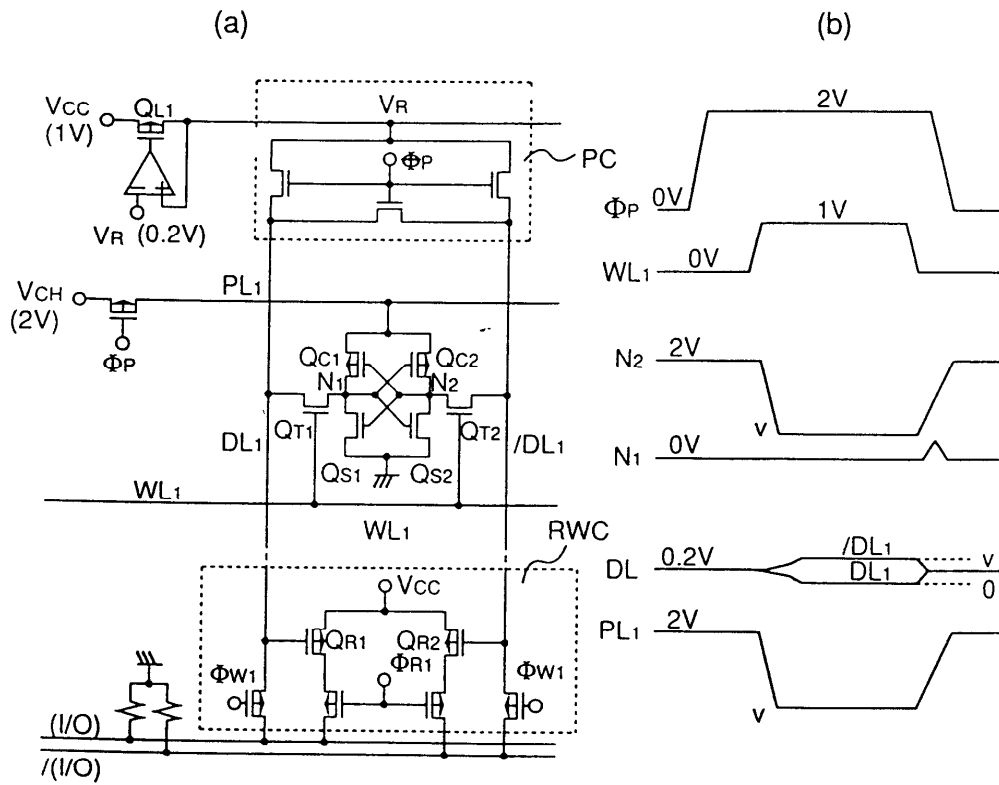 (a)
VCC
(1V)
QL1
VR
ΦP
PC
VR (0.2V)
VCH
(2V)
PL1
ΦP
QC1
QC2
N1
N2
QT1
QT2
DL1
/DL1
QS1
QS2
WL1
WL1
RWC
VCC
QR1
QR2
ΦW1
ΦR1
ΦW1
(I/O)
/(I/O)
(b)
2V
ΦP 0V
1V
WL1 0V
N2 2V
v
N1 0V
DL 0.2V
/DL1
DL1
v
0
PL1 2V
v